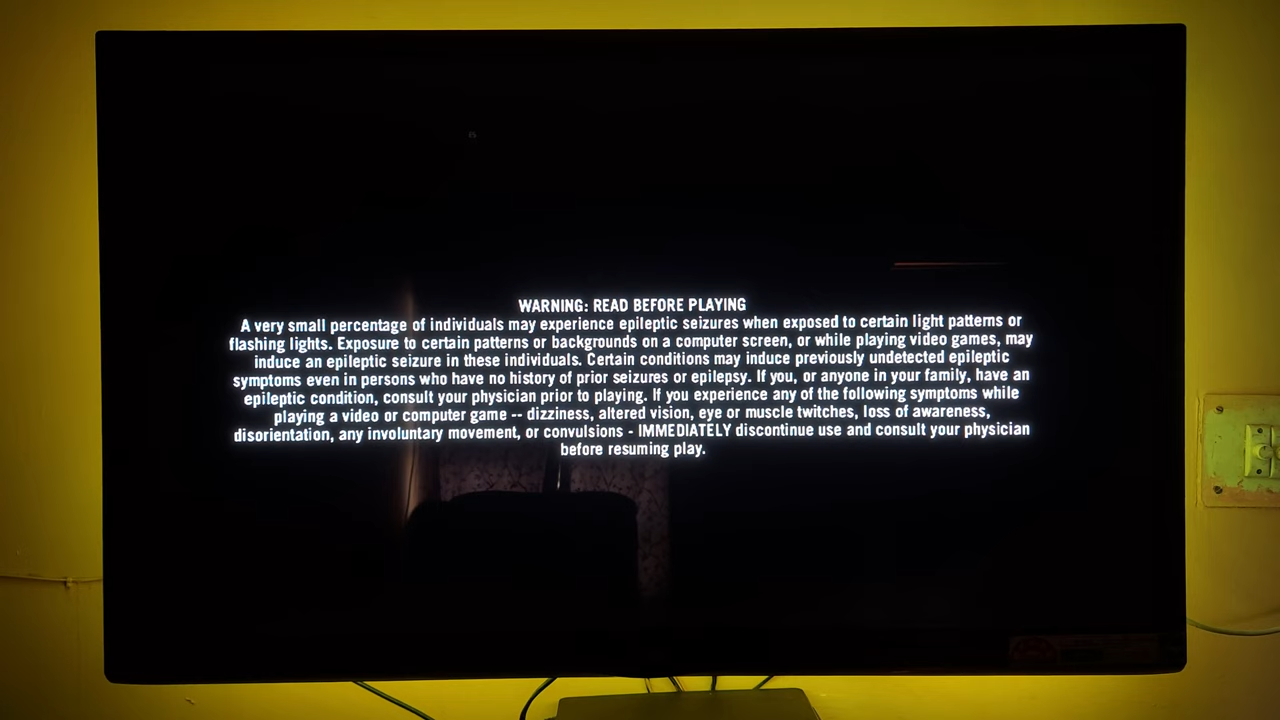 WARNING: READ BEFORE PLAYING
A very small percentage of individuals may experience epileptic seizures when exposed to certain light patterns or
flashing lights. Exposure to certain patterns or backgrounds on a computer screen, or while playing video games, may
induce an epileptic seizure in these individuals. Certain conditions may induce previously undetected epileptic
symptoms even in persons who have no history of prior seizures or epilepsy. If you, or anyone in your family, have an
epileptic condition, consult your physician prior to playing. If you experience any of the following symptoms while
playing a video or computer game -- dizziness, altered vision, eye or muscle twitches, loss of awareness,
disorientation, any involuntary movement, or convulsions - IMMEDIATELY discontinue use and consult your physician
before resuming play.